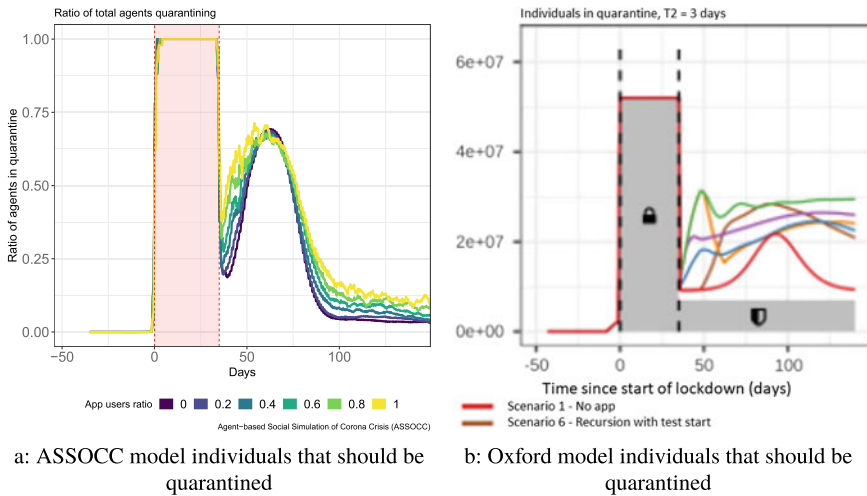 Ratio of total agents quarantining
1.00
0.75
0.50
0.25
0.00
Ratio of agents in quarantine
-50
0
50
100
Days
App users ratio
0
0.2
0.4
0.6
0.8
1
Agent-based Social Simulation of Corona Crisis (ASSOCC)
a: ASSOCC model individuals that should be
quarantined
Individuals in quarantine, T2 = 3 days
6e+07
4e+07
2e+07
0e+00
-50
0
50
100
Time since start of lockdown (days)
Scenario 1 - No app
Scenario 6 - Recursion with test start
b: Oxford model individuals that should be
quarantined